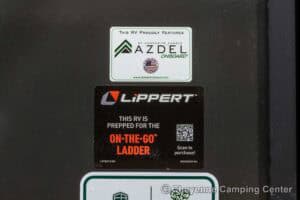 THIS RV PROUDLY FEATURES
AZDEL
ONBOARD
LIPPERT
THIS RV IS
PREPPED FOR THE
ON-THE-GO
LADDER
Scan to
purchase!
© Cheyenne Camping Center